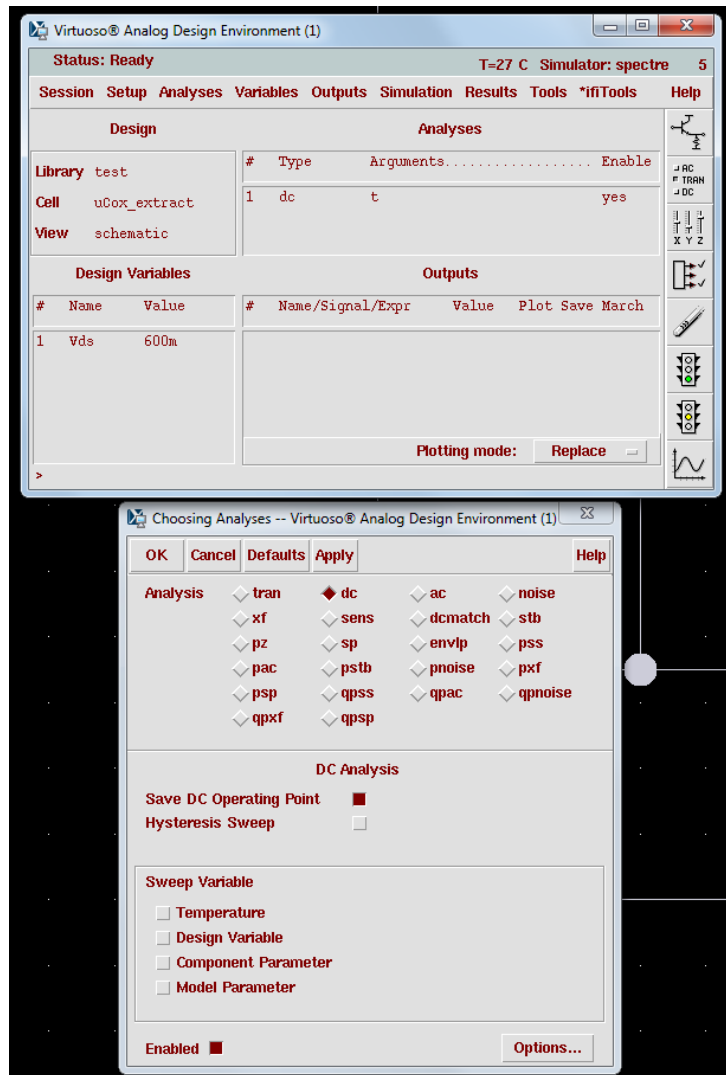 Virtuoso® Analog Design Environment (1)
Status: Ready T=27 C Simulator: spectre 5
Session Setup Analyses Variables Outputs Simulation Results Tools *ifiTools Help
Design
Library test
Cell uCox_extract
View schematic
Analyses
# Type Arguments.................. Enable
1 dc t yes
Design Variables
# Name Value
1 Vds 600m
Outputs
# Name/Signal/Expr Value Plot Save March
Plotting mode: Replace
>
AC
TRAN
DC
X Y Z
Choosing Analyses -- Virtuoso® Analog Design Environment (1)
OK Cancel Defaults Apply Help
Analysis tran dc ac noise
xf sens dcmatch stb
pz sp envlp pss
pac pstb pnoise pxf
psp qpss qpac qpnoise
qpxf qpsp
DC Analysis
Save DC Operating Point
Hysteresis Sweep
Sweep Variable
Temperature
Design Variable
Component Parameter
Model Parameter
Enabled Options...